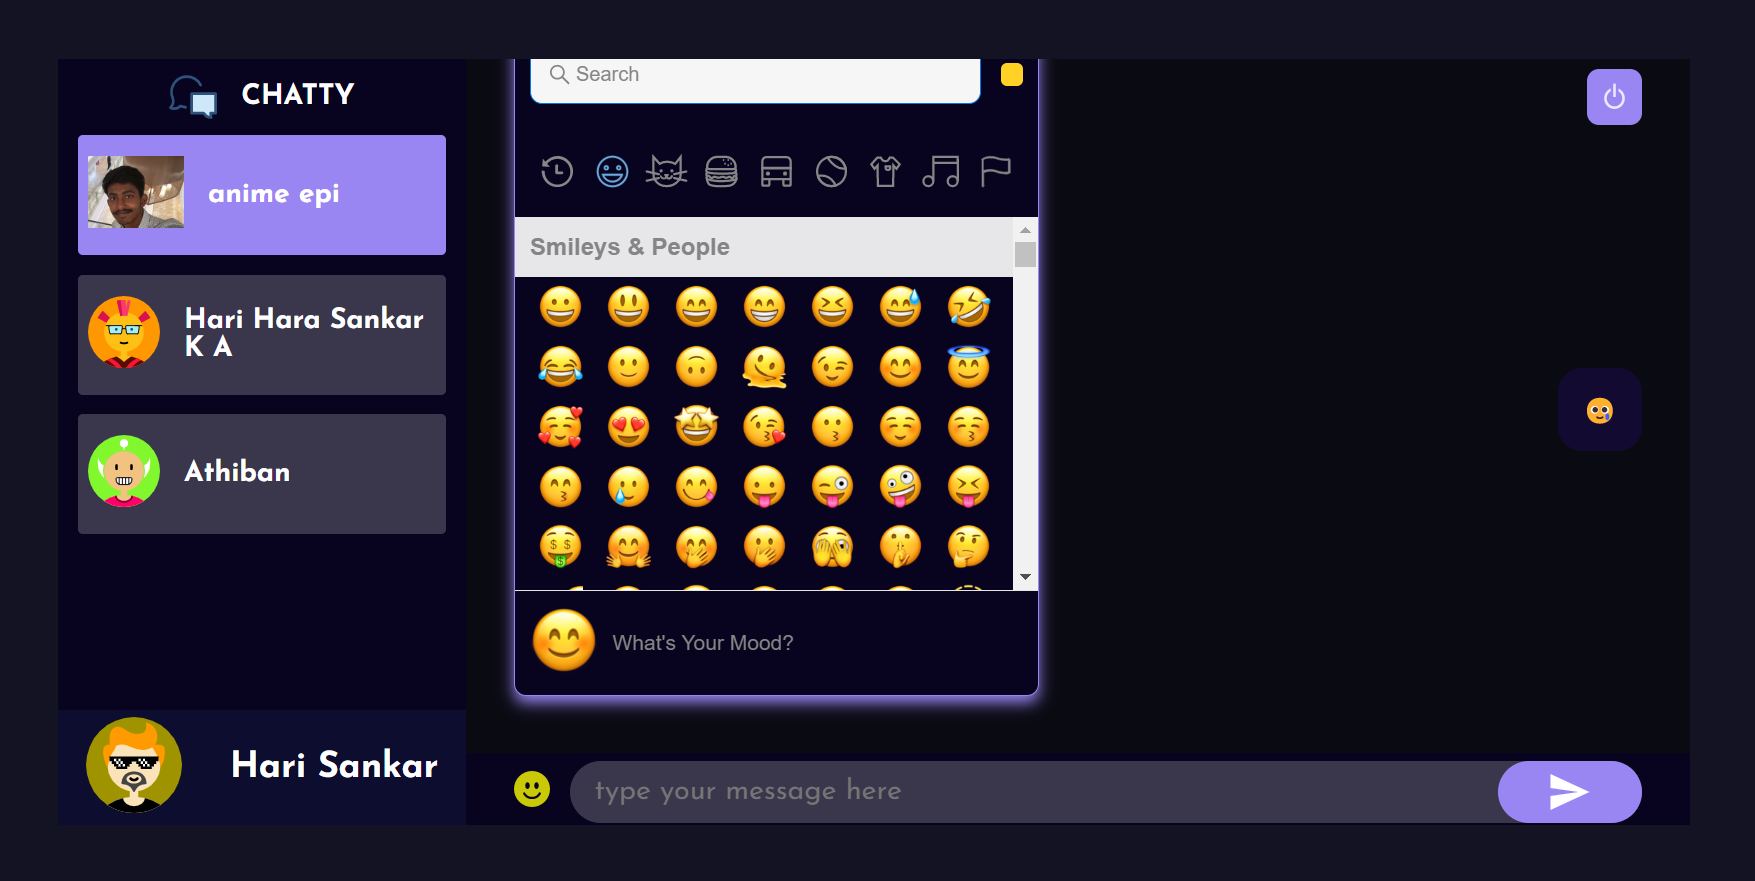 CHATTY
anime epi
Hari Hara Sankar
K A
Athiban
Hari Sankar
Search
Smileys & People
What's Your Mood?
type your message here